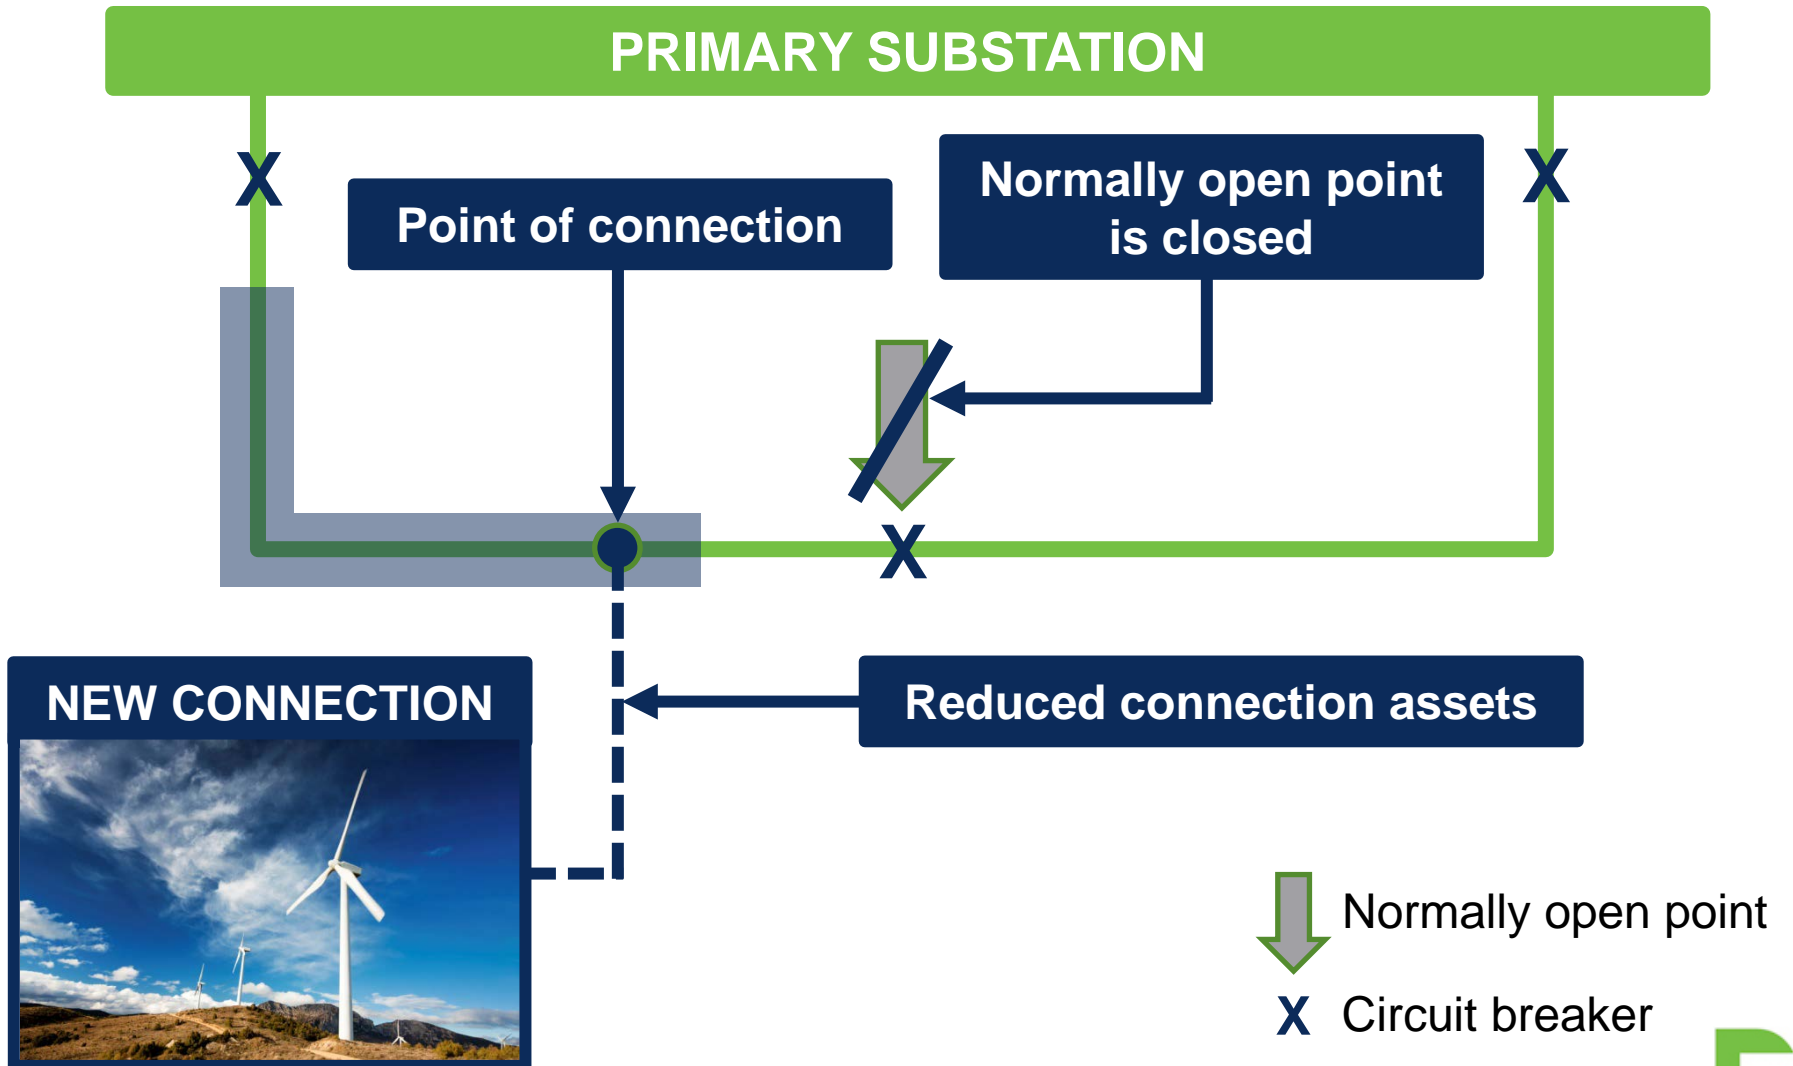 PRIMARY SUBSTATION
X
X
Point of connection
Normally open point
is closed
X
NEW CONNECTION
Reduced connection assets
Normally open point
X Circuit breaker